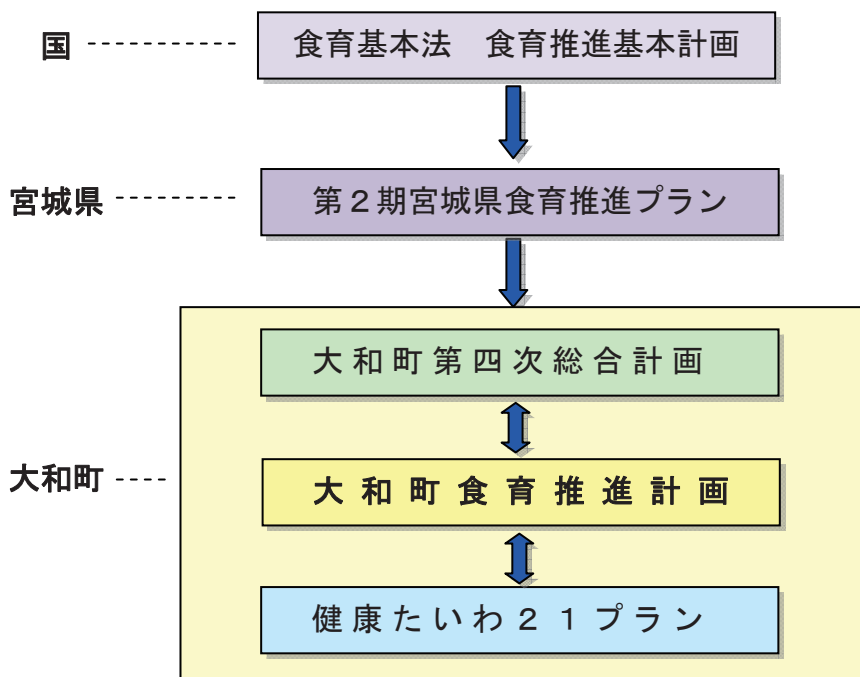 国
食育基本法　食育推進基本計画
宮城県
第２期宮城県食育推進プラン
大和町第四次総合計画
大和町
大和町食育推進計画
健康たいわ２１プラン